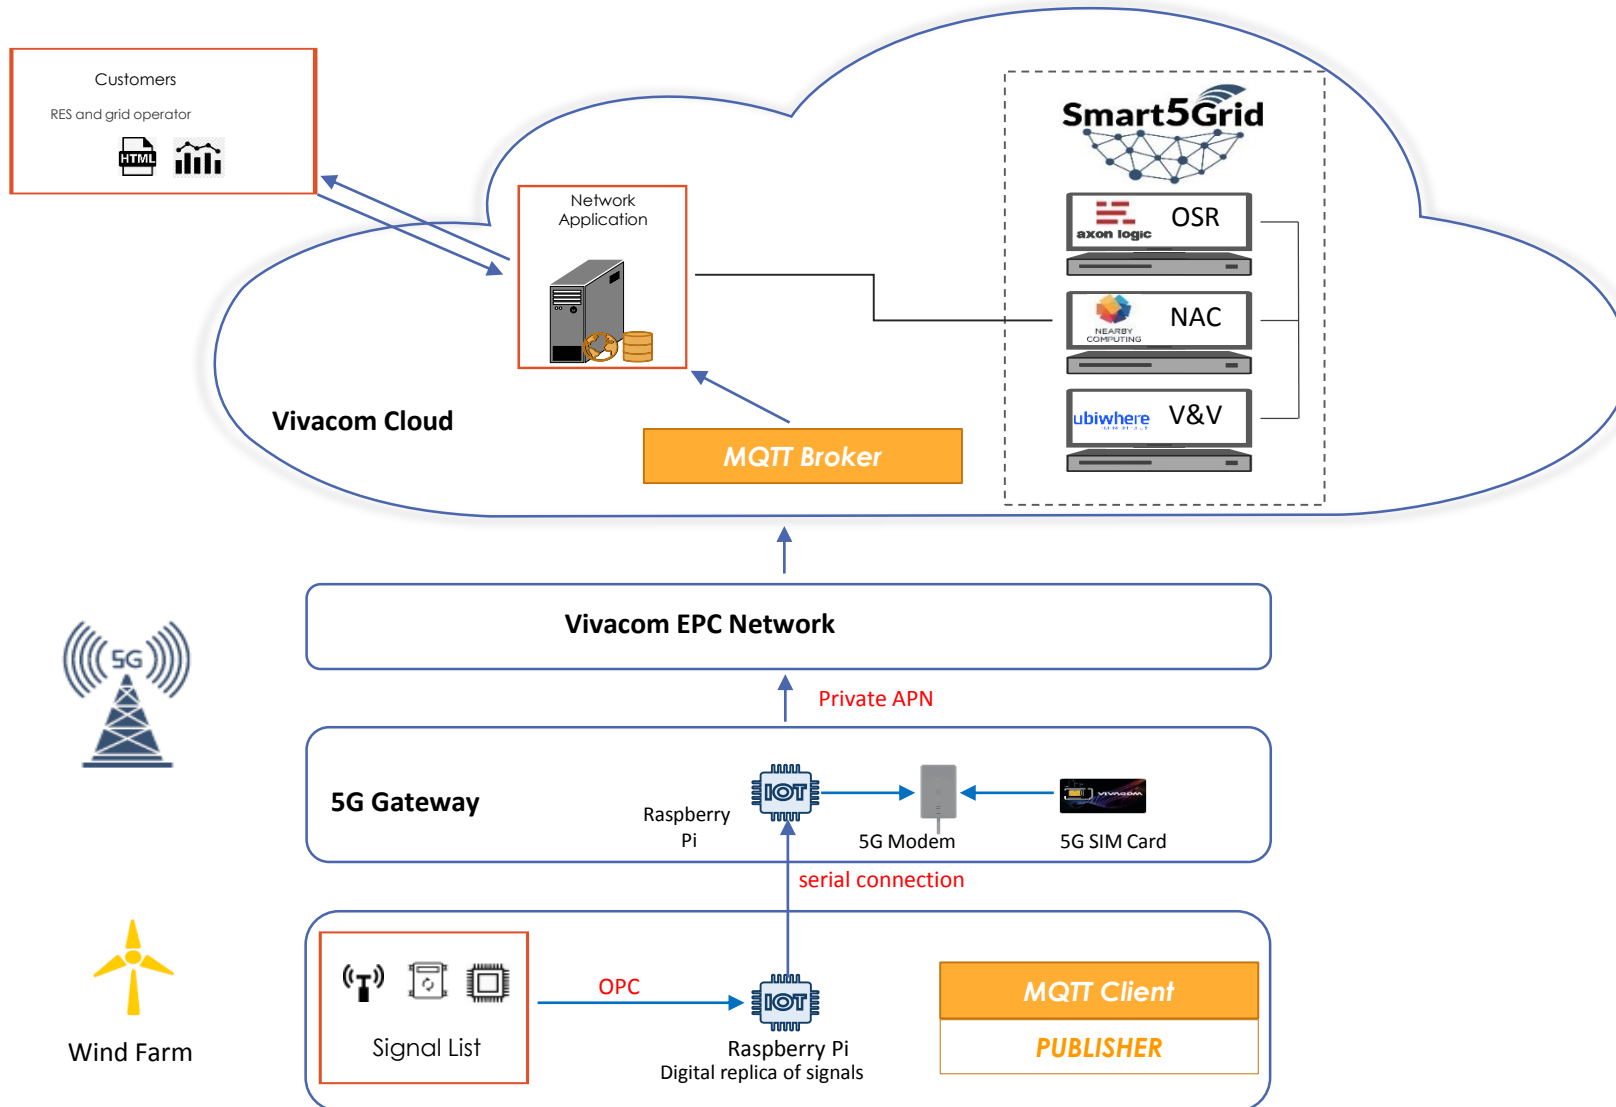 Customers
RES and grid operator
HTML
Network
Application
Smart5Grid
axon logic
OSR
NEARBY
COMPUTING
NAC
ubiwhere
V&V
Vivacom Cloud
MQTT Broker
Vivacom EPC Network
5G
Private APN
5G Gateway
IOT
Raspberry
Pi
5G Modem
VIVACOM
5G SIM Card
serial connection
Wind Farm
Signal List
OPC
IOT
Raspberry Pi
Digital replica of signals
MQTT Client
PUBLISHER